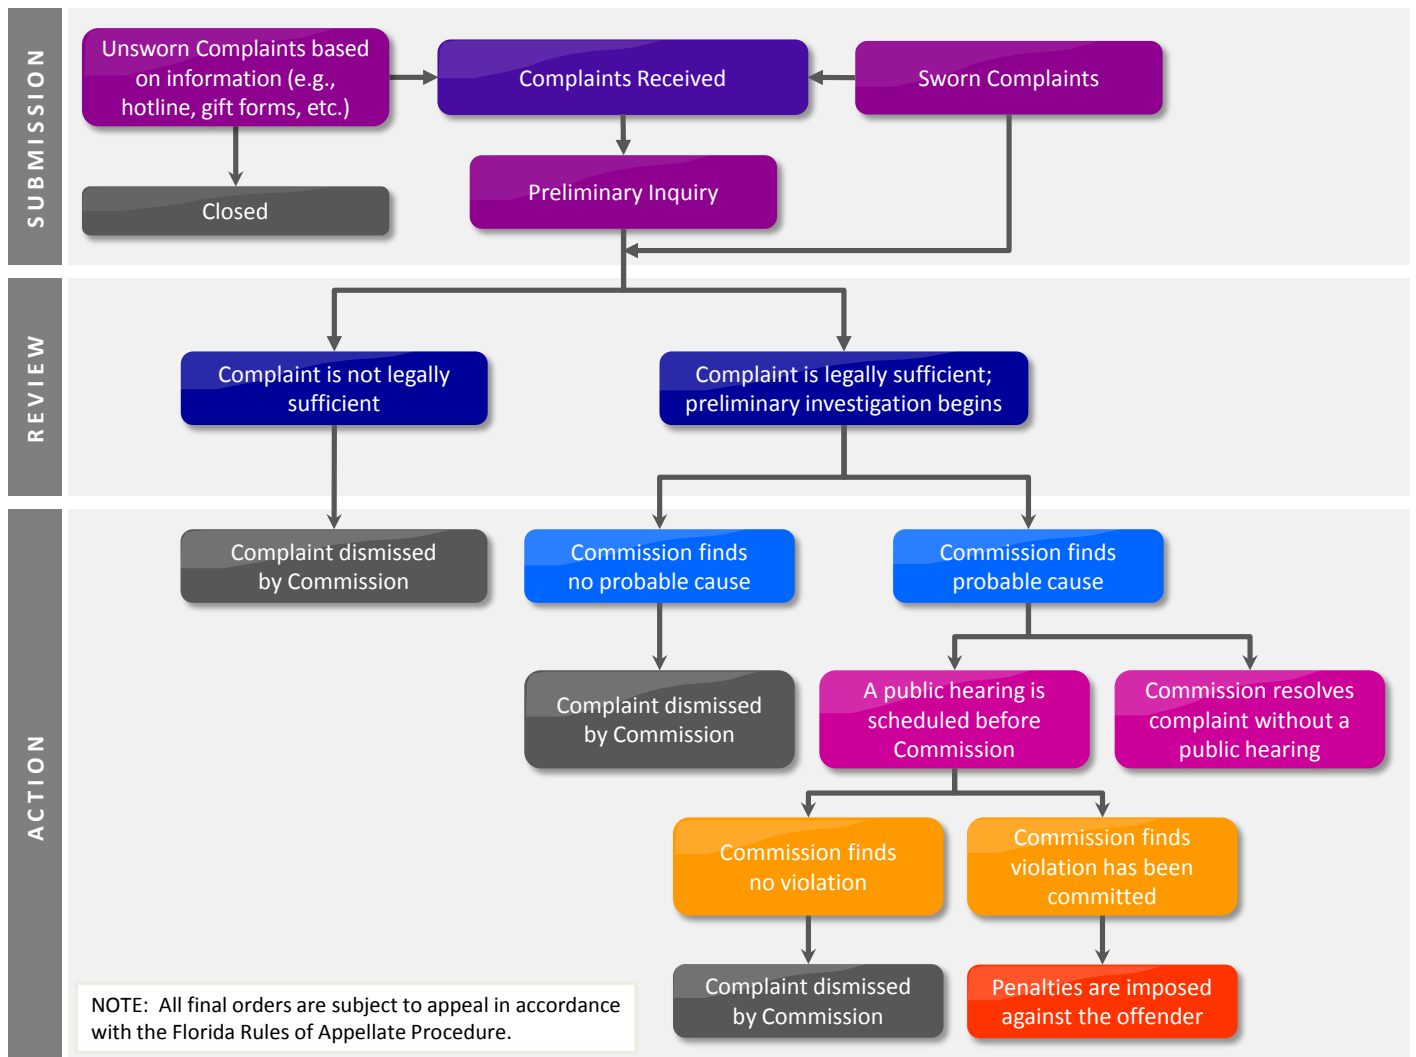 SUBMISSION
Unsworn Complaints based
on information (e.g.,
hotline, gift forms, etc.)
Complaints Received
Sworn Complaints
Preliminary Inquiry
Closed
REVIEW
Complaint is not legally
sufficient
Complaint is legally sufficient;
preliminary investigation begins
ACTION
Complaint dismissed
by Commission
Commission finds
no probable cause
Commission finds
probable cause
Complaint dismissed
by Commission
A public hearing is
scheduled before
Commission
Commission resolves
complaint without a
public hearing
Commission finds
no violation
Commission finds
violation has been
committed
Complaint dismissed
by Commission
Penalties are imposed
against the offender
NOTE:  All final orders are subject to appeal in accordance
with the Florida Rules of Appellate Procedure.